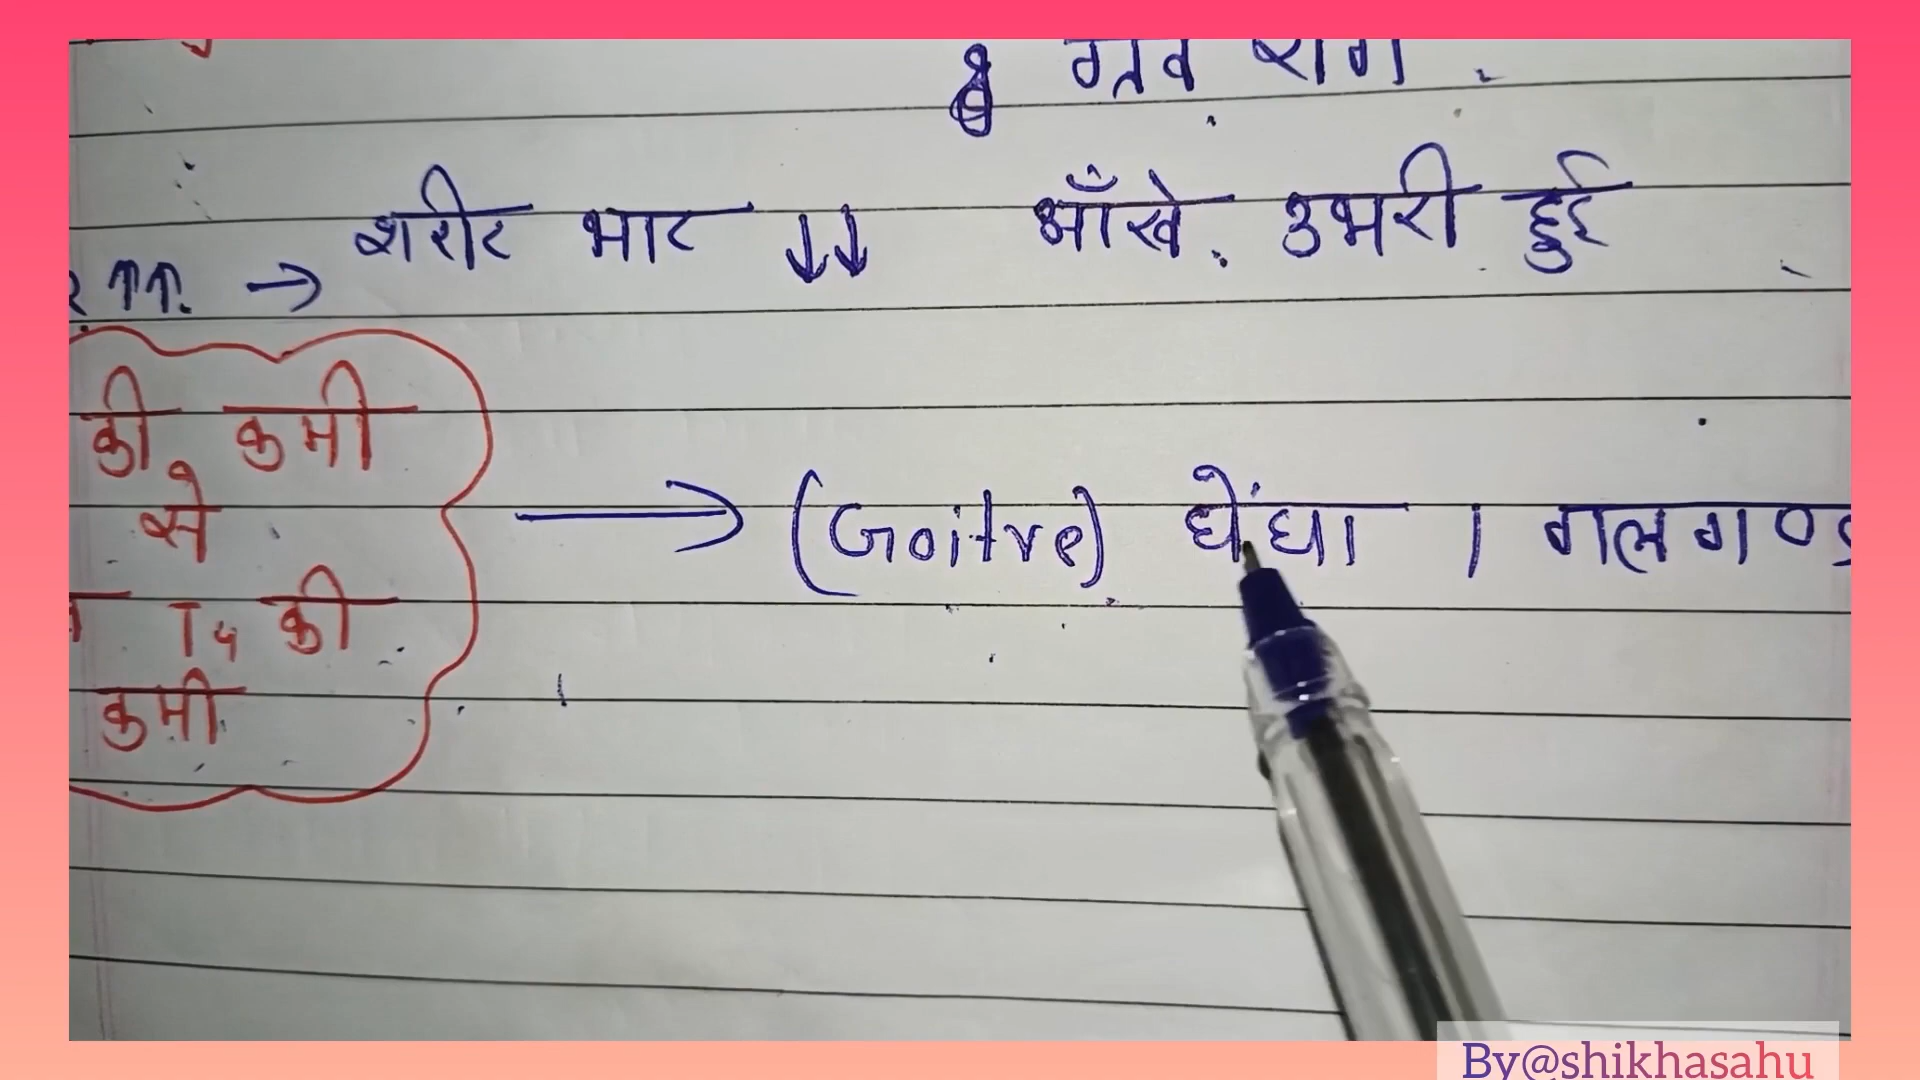 शरीर भार ↓↓ आँखे. उभरी हुई
↑↑. →
की कमी
से
T4 की
कमी
→ (Goitre) घेंघा / गलगण्ड
By@shikhasahu